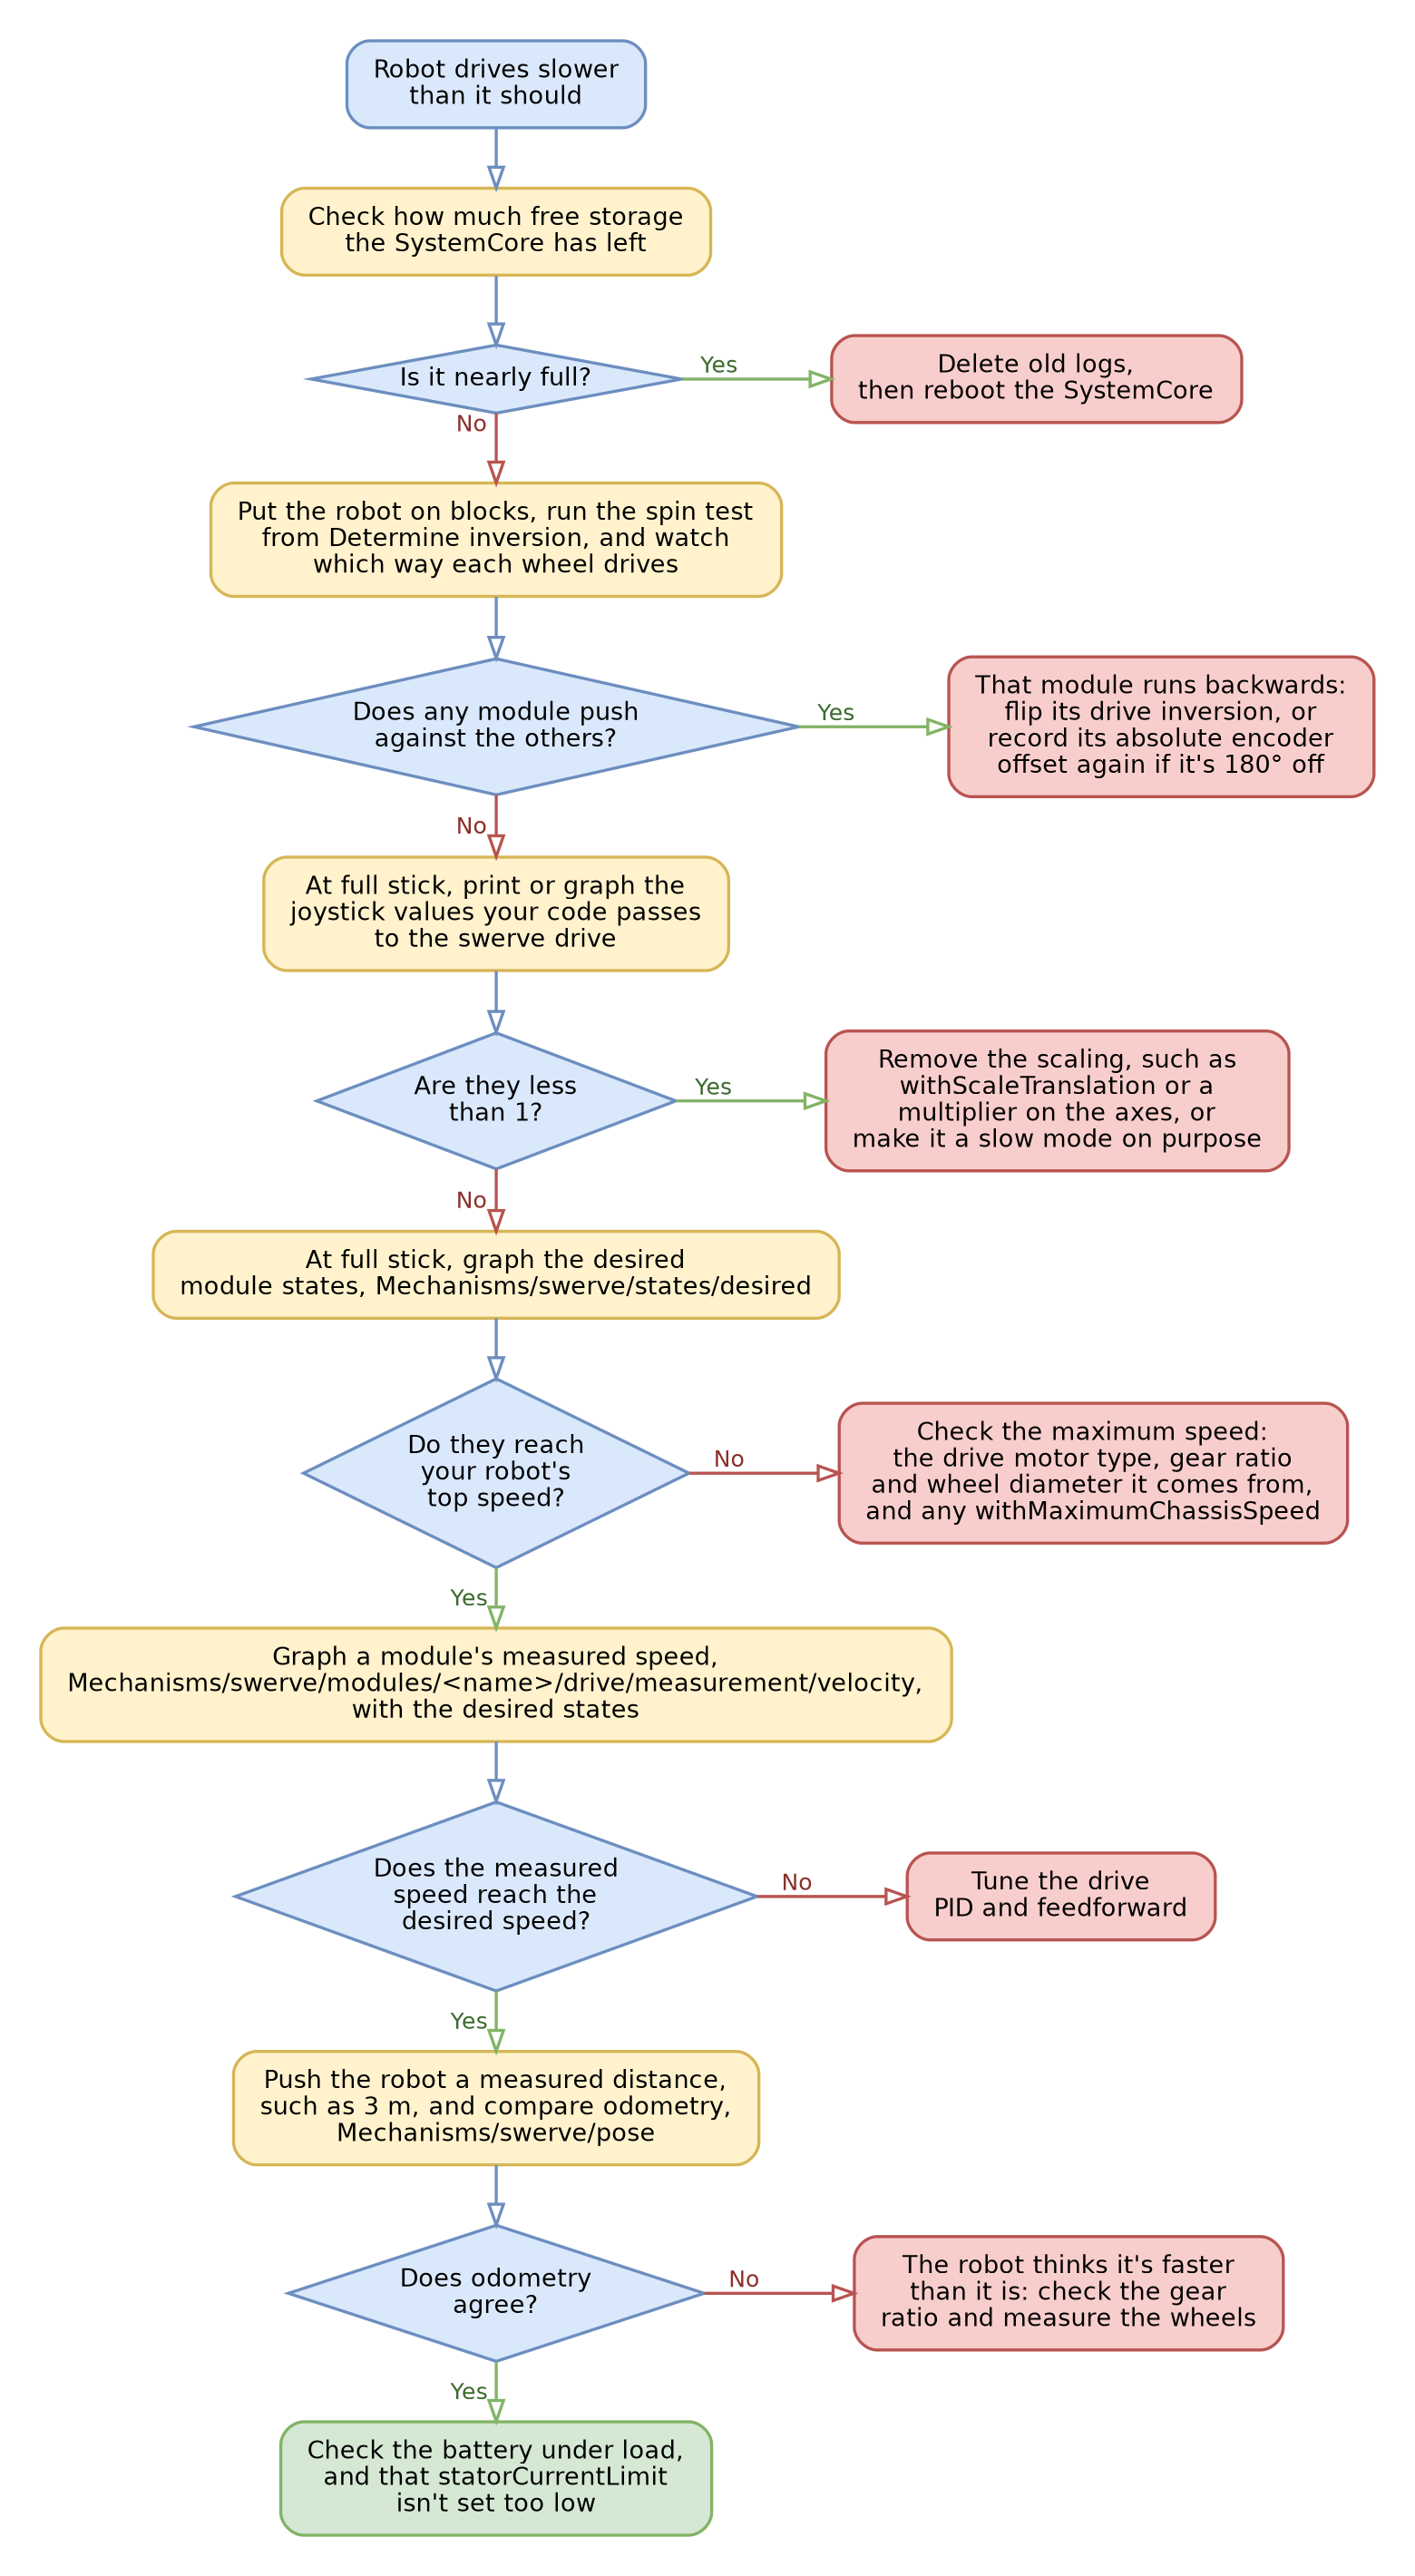 Robot drives slower
than it should
Check how much free storage
the SystemCore has left
Is it nearly full?
Yes
Delete old logs,
then reboot the SystemCore
No
Put the robot on blocks, run the spin test
from Determine inversion, and watch
which way each wheel drives
Does any module push
against the others?
Yes
That module runs backwards:
flip its drive inversion, or
record its absolute encoder
offset again if it's 180° off
No
At full stick, print or graph the
joystick values your code passes
to the swerve drive
Are they less
than 1?
Yes
Remove the scaling, such as
withScaleTranslation or a
multiplier on the axes, or
make it a slow mode on purpose
No
At full stick, graph the desired
module states, Mechanisms/swerve/states/desired
Do they reach
your robot's
top speed?
No
Check the maximum speed:
the drive motor type, gear ratio
and wheel diameter it comes from,
and any withMaximumChassisSpeed
Yes
Graph a module's measured speed,
Mechanisms/swerve/modules/<name>/drive/measurement/velocity,
with the desired states
Does the measured
speed reach the
desired speed?
No
Tune the drive
PID and feedforward
Yes
Push the robot a measured distance,
such as 3 m, and compare odometry,
Mechanisms/swerve/pose
Does odometry
agree?
No
The robot thinks it's faster
than it is: check the gear
ratio and measure the wheels
Yes
Check the battery under load,
and that statorCurrentLimit
isn't set too low